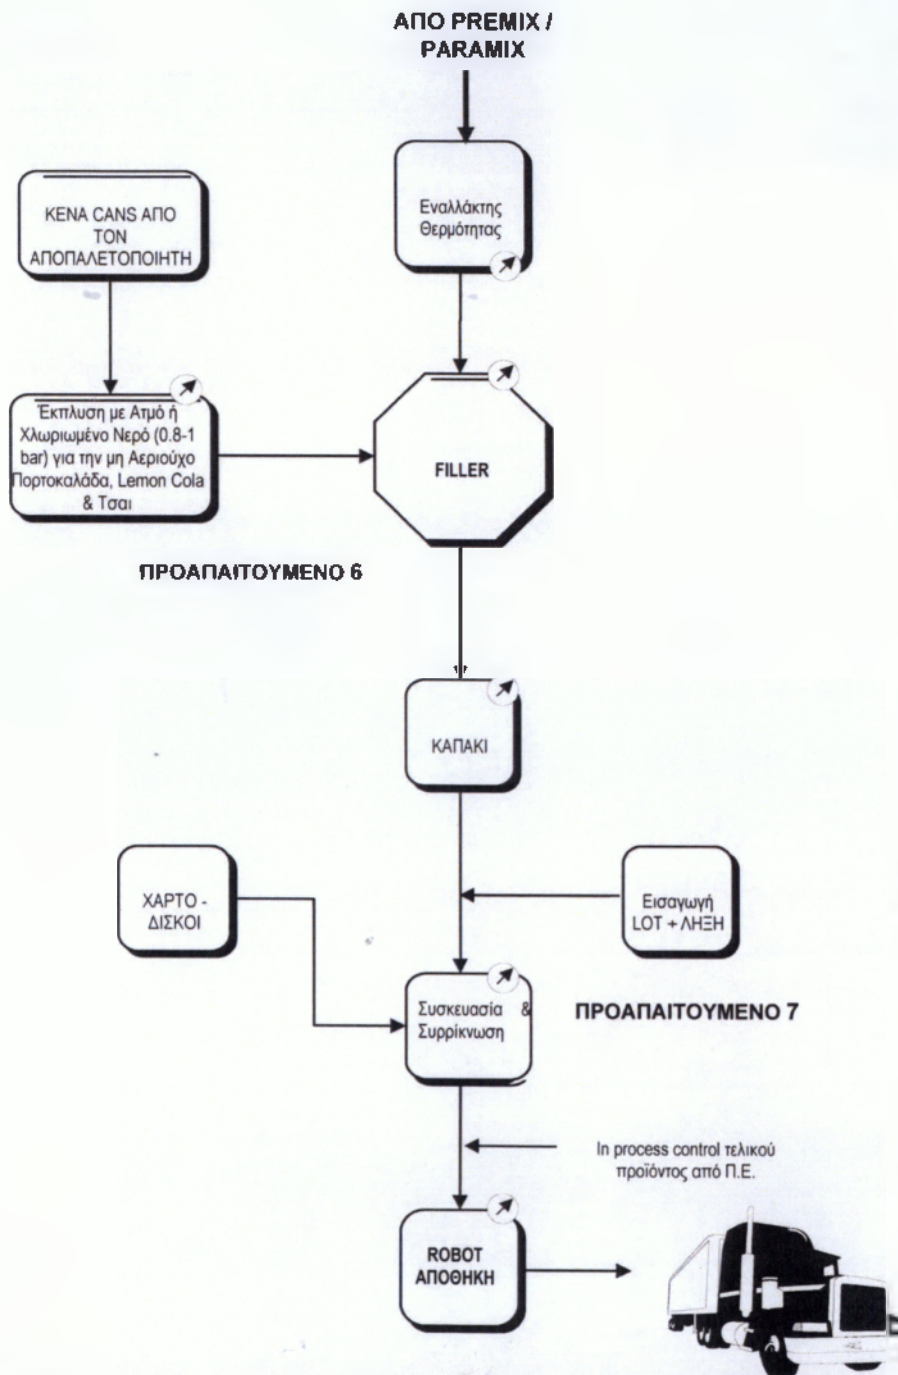 ΑΠΟ PREMIX /
PARAMIX
Εναλλάκτης
Θερμότητας
ΚΕΝΑ CANS ΑΠΟ
ΤΟΝ
ΑΠΟΠΑΛΕΤΟΠΟΙΗΤΗ
Έκπλυση με Ατμό ή
Χλωριωμένο Νερό (0.8-1
bar) για την μη Αεριούχο
Πορτοκαλάδα, Lemon Cola
& Τσαι
FILLER
ΠΡΟΑΠΑΙΤΟΥΜΕΝΟ 6
ΚΑΠΑΚΙ
ΧΑΡΤΟ -
ΔΙΣΚΟΙ
Εισαγωγή
LOT + ΛΗΞΗ
Συσκευασία &
Συρρίκνωση
ΠΡΟΑΠΑΙΤΟΥΜΕΝΟ 7
In process control τελικού
προϊόντος από Π.Ε.
ROBOT
ΑΠΟΘΗΚΗ